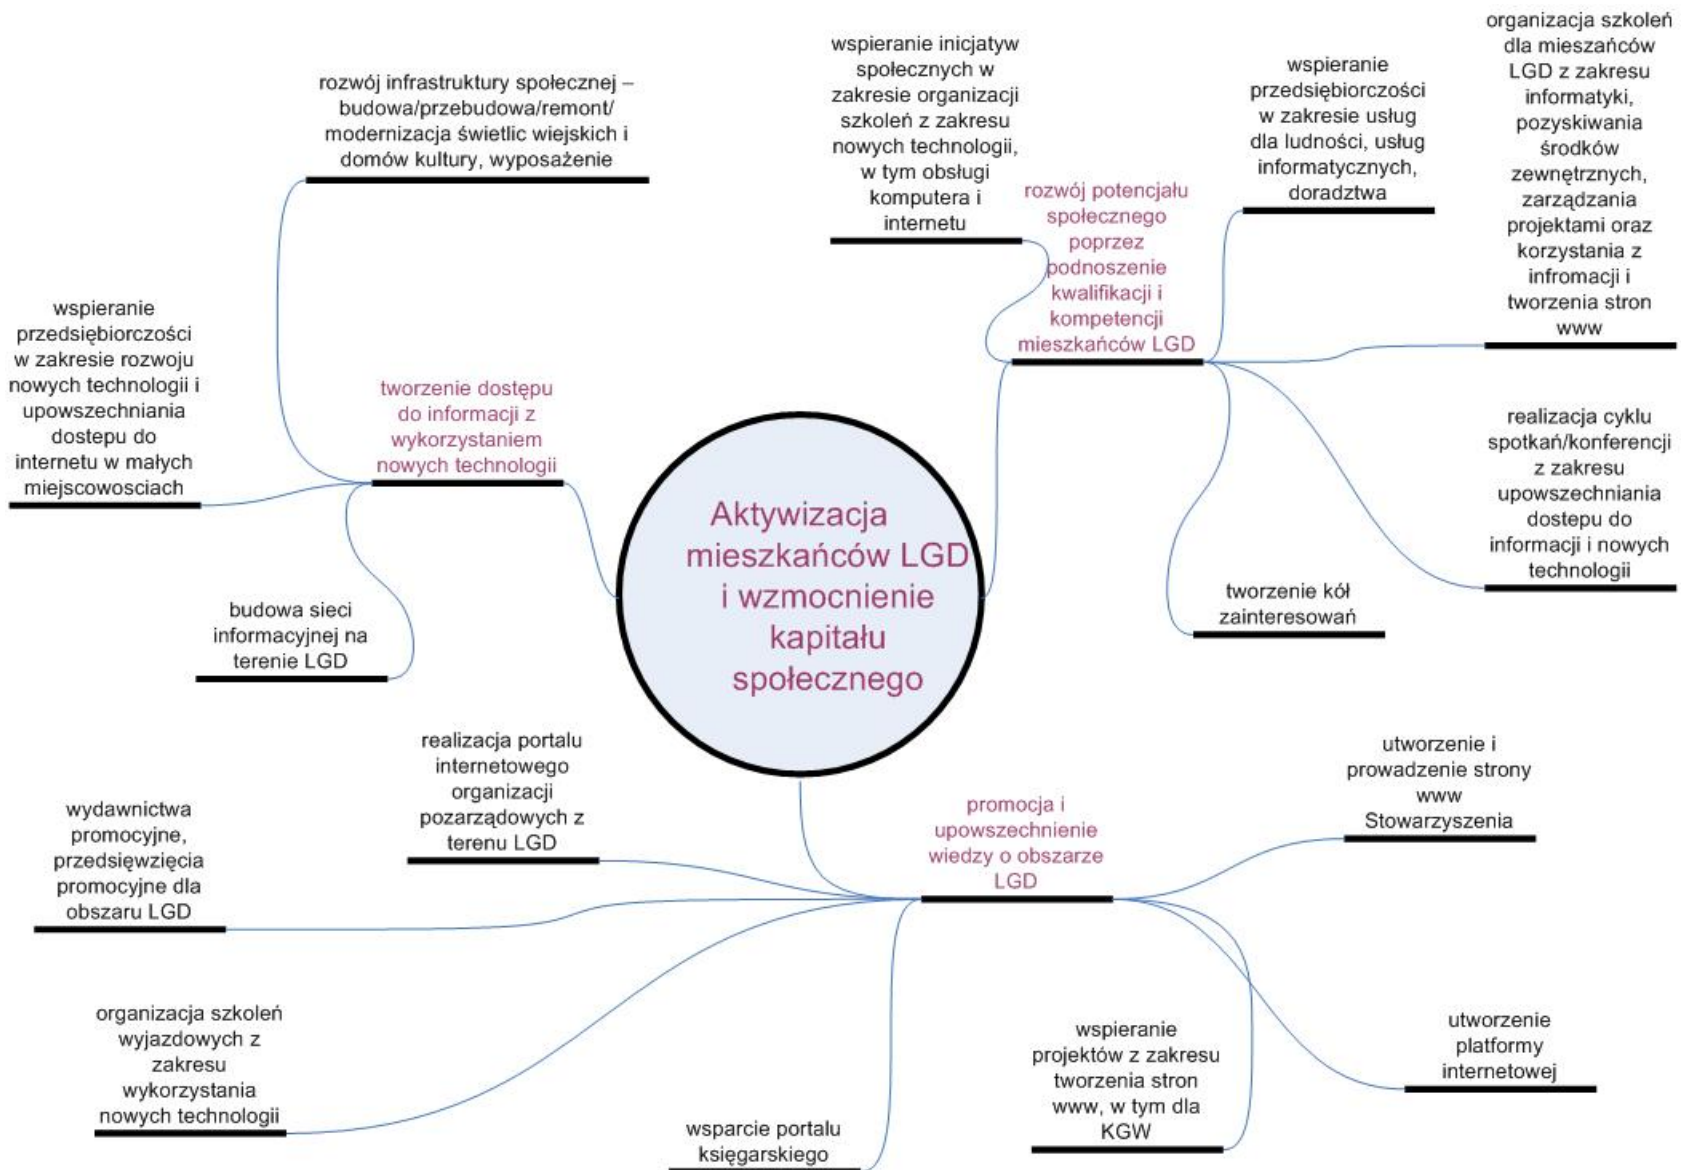 rozwój infrastruktury społecznej –
budowa/przebudowa/remont/
modernizacja świetlic wiejskich i
domów kultury, wyposażenie
wspieranie inicjatyw
społecznych w
zakresie organizacji
szkoleń z zakresu
nowych technologii,
w tym obsługi
komputera i
internetu
rozwój potencjału
społecznego
poprzez
podnoszenie
kwalifikacji i
kompetencji
mieszkańców LGD
wspieranie
przedsiębiorczości
w zakresie usług
dla ludności, usług
informatycznych,
doradztwa
organizacja szkoleń
dla mieszańców
LGD z zakresu
informatyki,
pozyskiwania
środków
zewnętrznych,
zarządzania
projektami oraz
korzystania z
infromacji i
tworzenia stron
www
wspieranie
przedsiębiorczości
w zakresie rozwoju
nowych technologii i
upowszechniania
dostepu do
internetu w małych
miejscowosciach
tworzenie dostępu
do informacji z
wykorzystaniem
nowych technologii
Aktywizacja
mieszkańców LGD
i wzmocnienie
kapitału
społecznego
realizacja cyklu
spotkań/konferencji
z zakresu
upowszechniania
dostepu do
informacji i nowych
technologii
budowa sieci
informacyjnej na
terenie LGD
tworzenie kół
zainteresowań
realizacja portalu
internetowego
organizacji
pozarządowych z
terenu LGD
wydawnictwa
promocyjne,
przedsięwzięcia
promocyjne dla
obszaru LGD
promocja i
upowszechnienie
wiedzy o obszarze
LGD
utworzenie i
prowadzenie strony
www
Stowarzyszenia
organizacja szkoleń
wyjazdowych z
zakresu
wykorzystania
nowych technologii
wsparcie portalu
księgarskiego
wspieranie
projektów z zakresu
tworzenia stron
www, w tym dla
KGW
utworzenie
platformy
internetowej